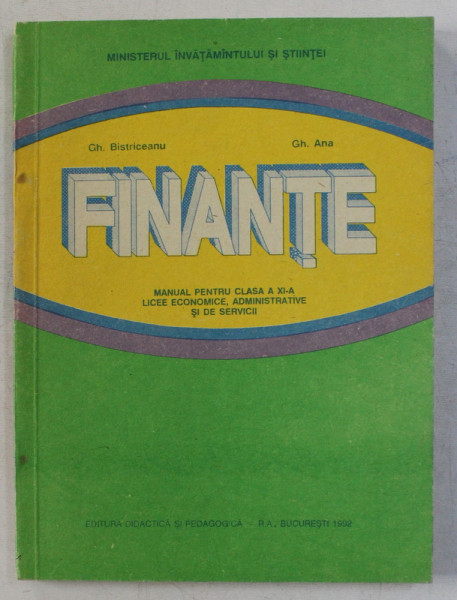 MINISTERUL ÎNVĂȚĂMÎNTULUI ȘI ȘTIINȚEI
Gh. Bistriceanu Gh. Ana
FINANȚE
MANUAL PENTRU CLASA A XI-A
LICEE ECONOMICE, ADMINISTRATIVE
ȘI DE SERVICII
EDITURA DIDACTICĂ ȘI PEDAGOGICĂ – R.A., BUCUREȘTI 1992